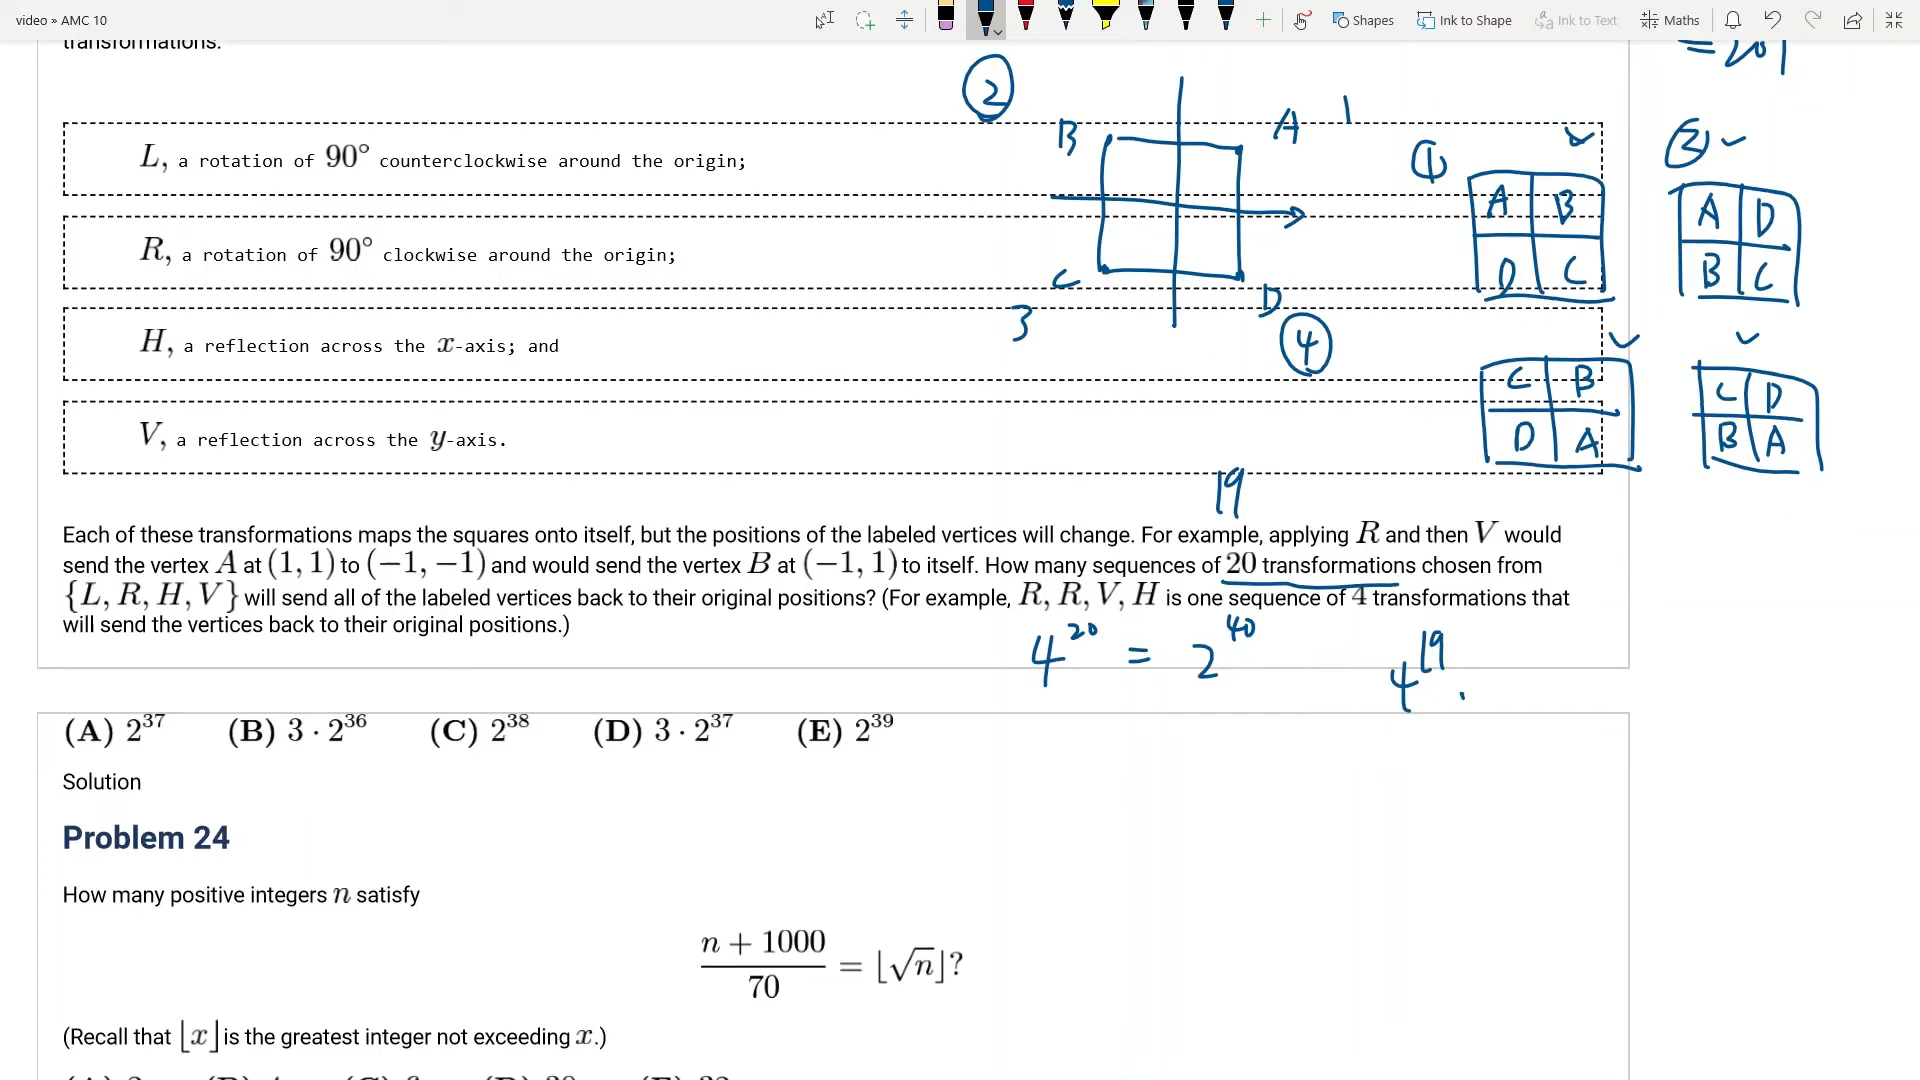 video » AMC 10
Shapes
Ink to Shape
Ink to Text
Maths
transformations.
= 201
L, a rotation of 90° counterclockwise around the origin;
R, a rotation of 90° clockwise around the origin;
H, a reflection across the x-axis; and
V, a reflection across the y-axis.
2
B
A 1
C
D
3
4
1
A B
D C
2
A D
B C
C B
D A
C D
B A
19
Each of these transformations maps the squares onto itself, but the positions of the labeled vertices will change. For example, applying R and then V would
send the vertex A at (1, 1) to (−1, −1) and would send the vertex B at (−1, 1) to itself. How many sequences of 20 transformations chosen from
{L, R, H, V} will send all of the labeled vertices back to their original positions? (For example, R, R, V, H is one sequence of 4 transformations that
will send the vertices back to their original positions.)
4^20 = 2^40
4^19 .
(A) 2^37 (B) 3 · 2^36 (C) 2^38 (D) 3 · 2^37 (E) 2^39
Solution
Problem 24
How many positive integers n satisfy
n + 1000
70
= ⌊√n⌋?
(Recall that ⌊x⌋ is the greatest integer not exceeding x.)